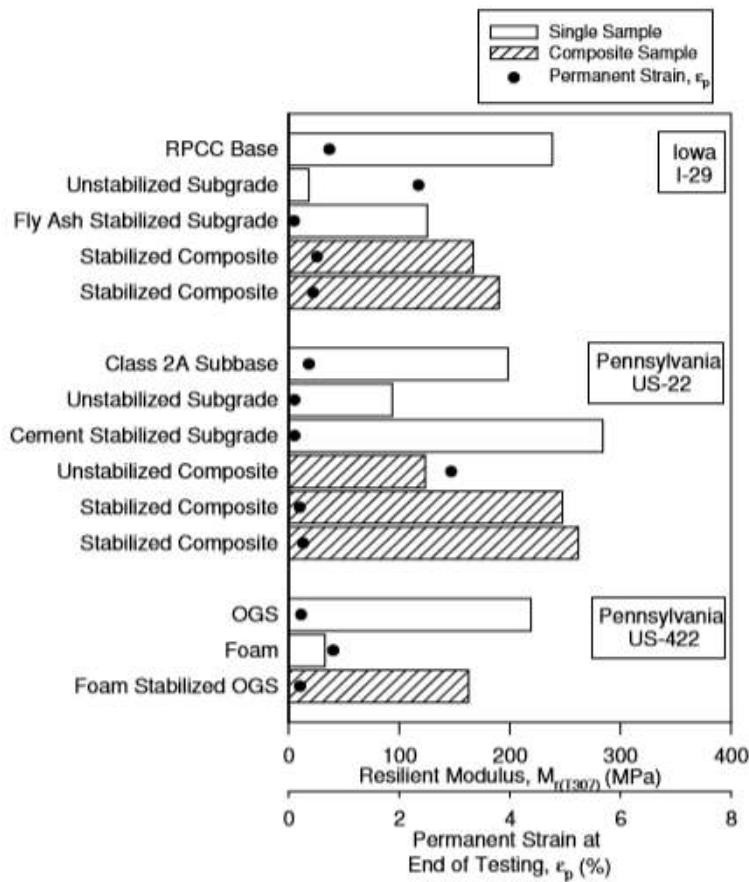 Single Sample
Composite Sample
Permanent Strain, εp
RPCC Base
Iowa
I-29
Unstabilized Subgrade
Fly Ash Stabilized Subgrade
Stabilized Composite
Stabilized Composite
Class 2A Subbase
Pennsylvania
US-22
Unstabilized Subgrade
Cement Stabilized Subgrade
Unstabilized Composite
Stabilized Composite
Stabilized Composite
OGS
Pennsylvania
US-422
Foam
Foam Stabilized OGS
0 100 200 300 400
Resilient Modulus, Mr(T307) (MPa)
0 2 4 6 8
Permanent Strain at
End of Testing, εp (%)